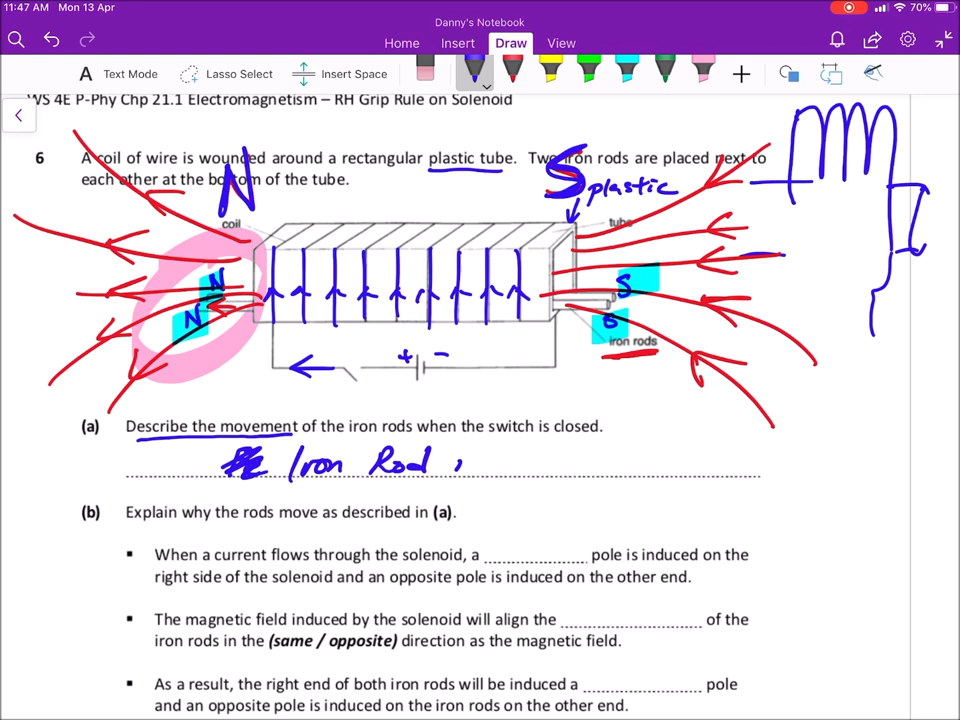 11:47 AM Mon 13 Apr
70%
Danny's Notebook
Home Insert Draw View
A Text Mode Lasso Select Insert Space
WS 4E P-Phy Chp 21.1 Electromagnetism – RH Grip Rule on Solenoid
6 A coil of wire is wounded around a rectangular plastic tube. Two iron rods are placed next to
each other at the bottom of the tube.
N
S
plastic
coil
tube
N
S
N
S
iron rods
+ -
(a) Describe the movement of the iron rods when the switch is closed.
Iron Rod
(b) Explain why the rods move as described in (a).
▪ When a current flows through the solenoid, a ........................ pole is induced on the
right side of the solenoid and an opposite pole is induced on the other end.
▪ The magnetic field induced by the solenoid will align the ................................ of the
iron rods in the (same / opposite) direction as the magnetic field.
▪ As a result, the right end of both iron rods will be induced a ........................... pole
and an opposite pole is induced on the iron rods on the other end.